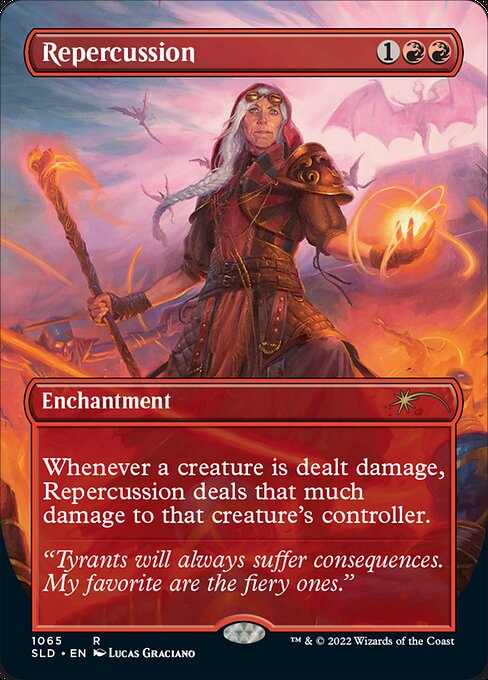 Repercussion 1
Enchantment
Whenever a creature is dealt damage,
Repercussion deals that much
damage to that creature's controller.
“Tyrants will always suffer consequences.
My favorite are the fiery ones.”
1065 R
SLD • EN Lucas Graciano
™ & © 2022 Wizards of the Coast